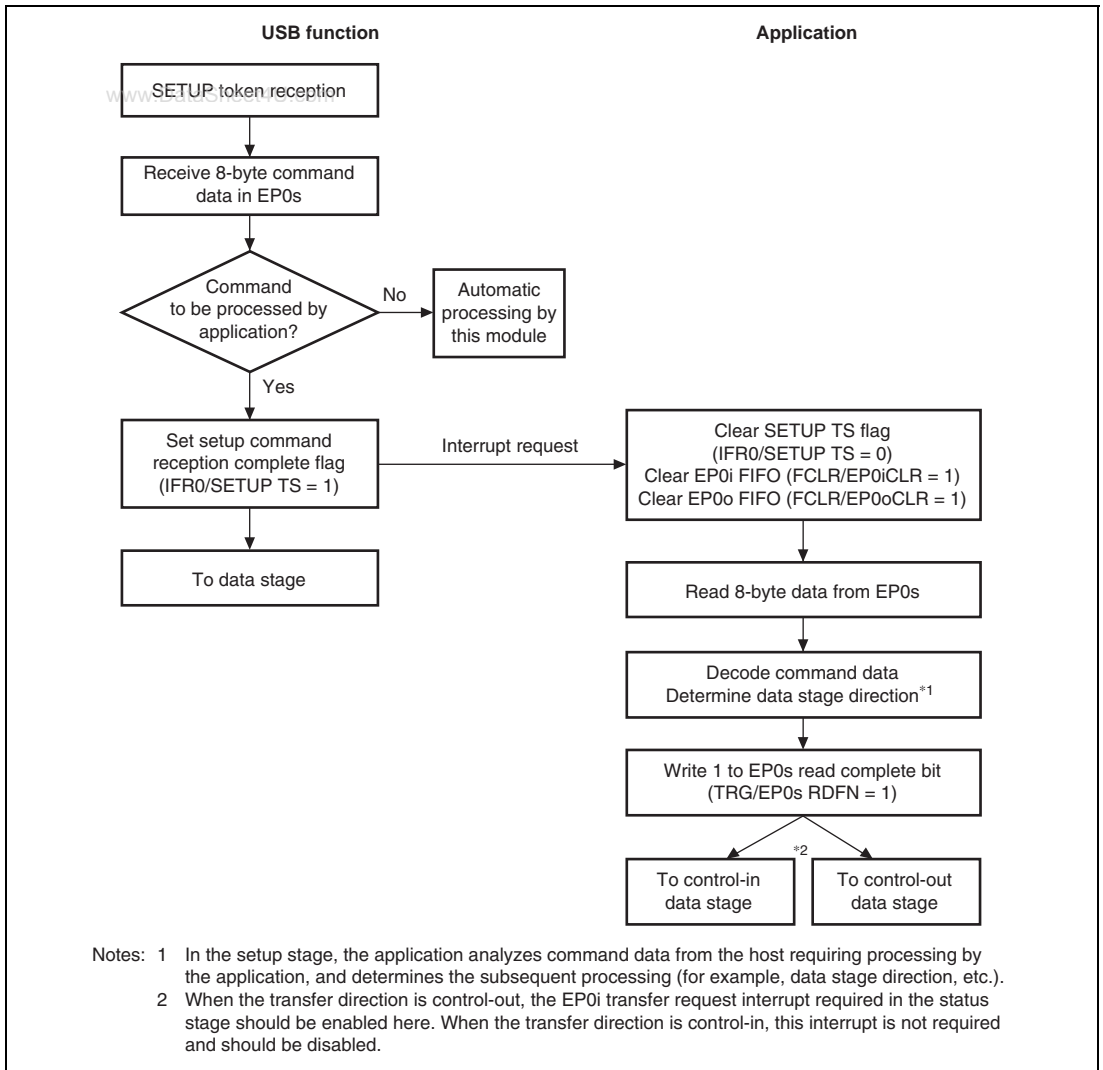 USB function
Application
SETUP token reception
www.DataSheet4U.com
Receive 8-byte command
data in EP0s
Command
to be processed by
application?
No
Automatic
processing by
this module
Yes
Set setup command
reception complete flag
(IFR0/SETUP TS = 1)
Interrupt request
Clear SETUP TS flag
(IFR0/SETUP TS = 0)
Clear EP0i FIFO (FCLR/EP0iCLR = 1)
Clear EP0o FIFO (FCLR/EP0oCLR = 1)
To data stage
Read 8-byte data from EP0s
Decode command data
Determine data stage direction*1
Write 1 to EP0s read complete bit
(TRG/EP0s RDFN = 1)
*2
To control-in
data stage
To control-out
data stage
Notes: 1 In the setup stage, the application analyzes command data from the host requiring processing by
the application, and determines the subsequent processing (for example, data stage direction, etc.).
2 When the transfer direction is control-out, the EP0i transfer request interrupt required in the status
stage should be enabled here. When the transfer direction is control-in, this interrupt is not required
and should be disabled.